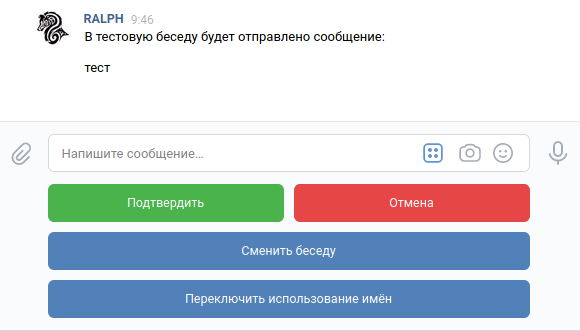 RALPH 9:46
В тестовую беседу будет отправлено сообщение:
тест
Напишите сообщение...
Подтвердить
Отмена
Сменить беседу
Переключить использование имён